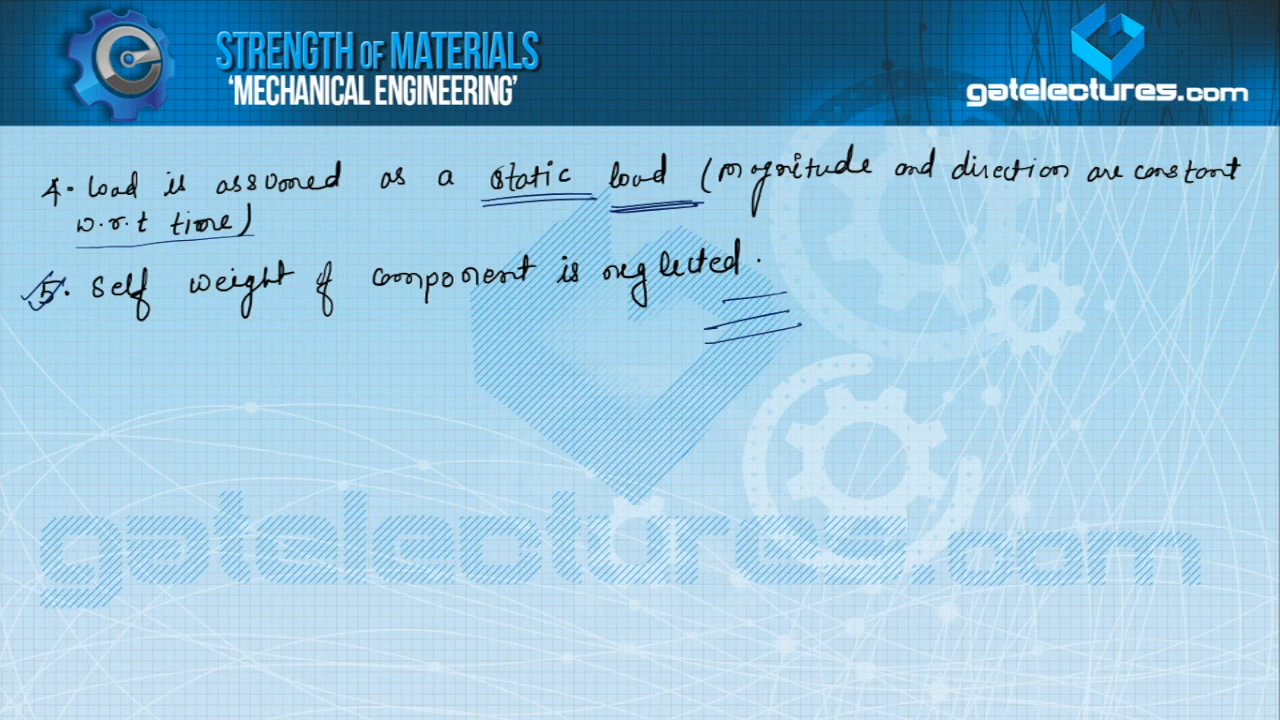 STRENGTH OF MATERIALS
'MECHANICAL ENGINEERING'
gatelectures.com
4. Load is assumed as a static load (magnitude and direction are constant
w.r.t time)
5. Self weight of component is neglected.
gatelectures.com